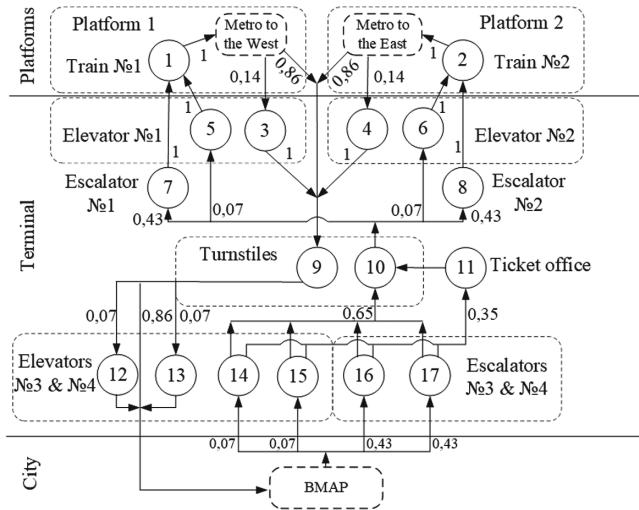 Platforms
Platform 1
Metro to
the West
Metro to
the East
Platform 2
1
1
1
2
Train №1
0,14
0,86
0,86
0,14
Train №2
1
1
Elevator №1
5
3
4
6
Elevator №2
1
1
1
1
Escalator
№1
7
8
Escalator
№2
0,43
0,07
0,07
0,43
Terminal
Turnstiles
9
10
11
Ticket office
0,07
0,86
0,07
0,65
0,35
Elevators
№3 & №4
12
13
14
15
16
17
Escalators
№3 & №4
0,07
0,07
0,43
0,43
City
BMAP